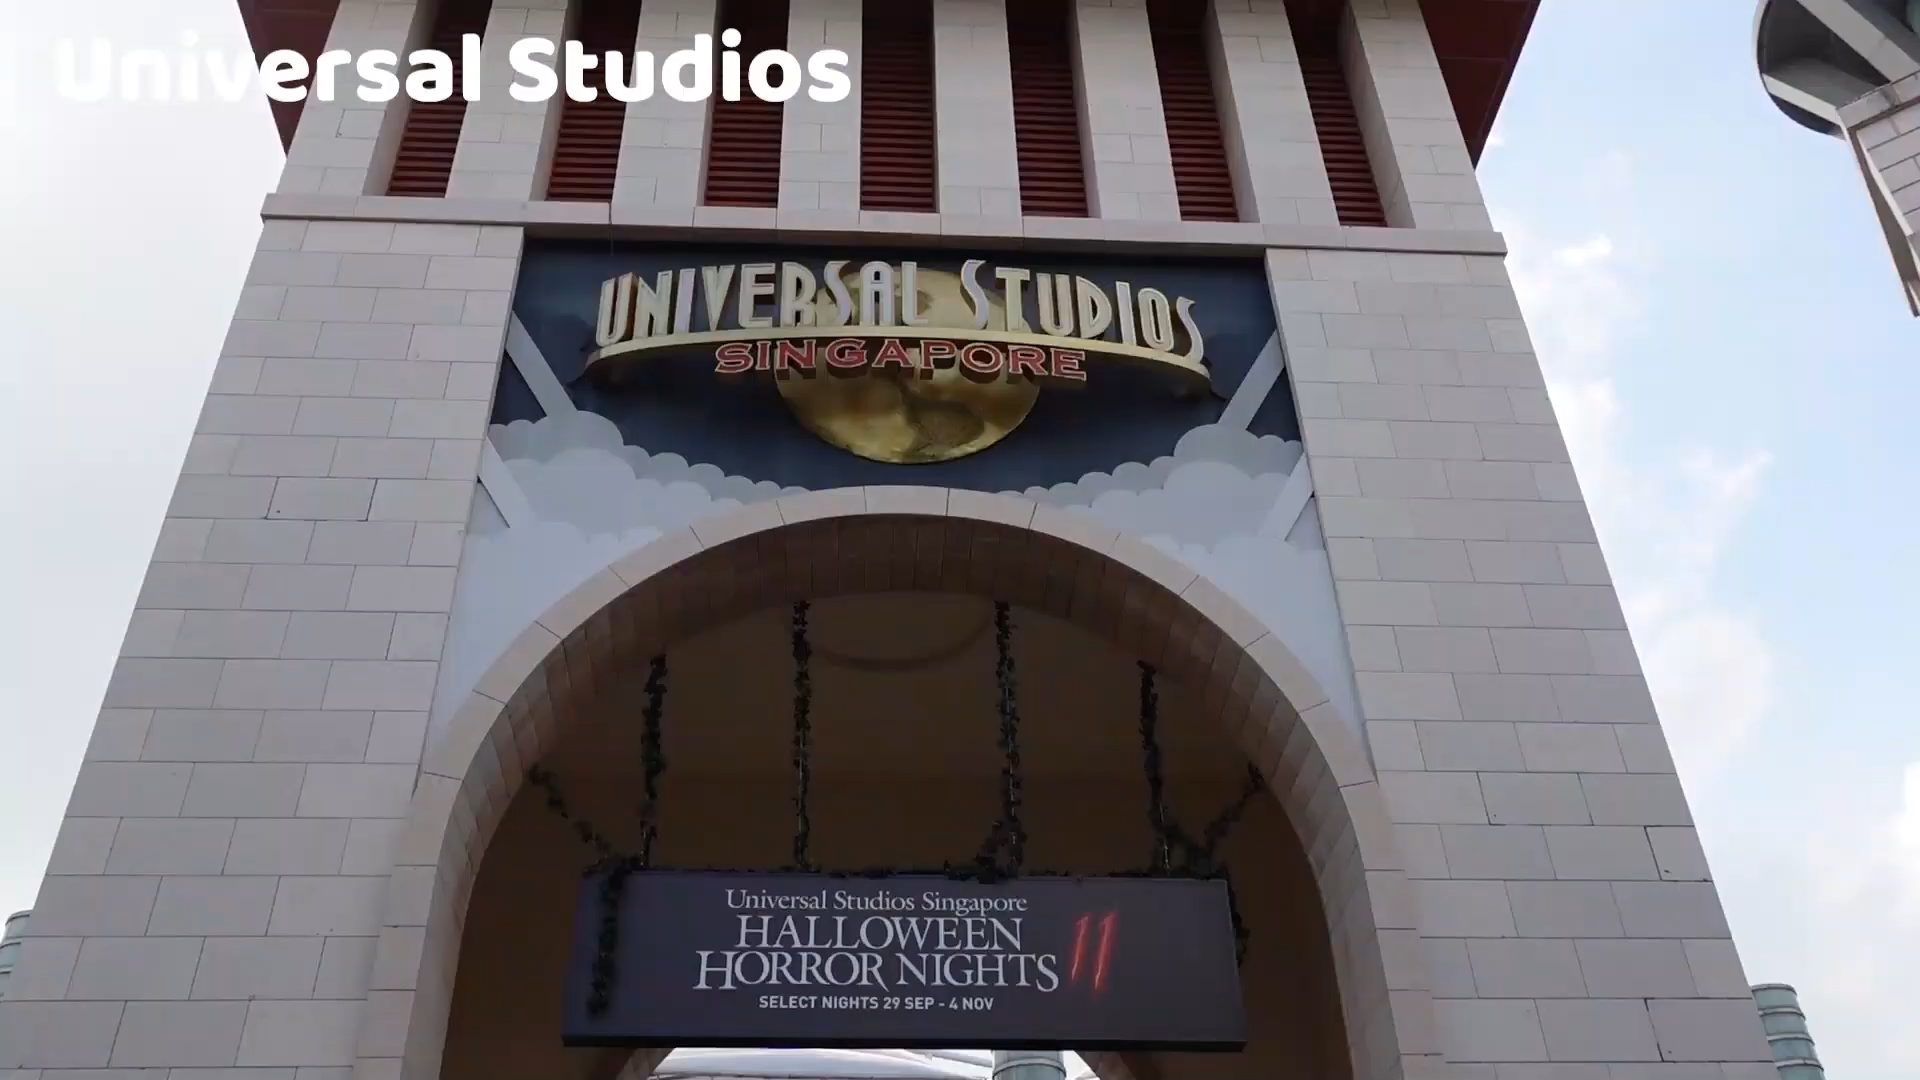 Universal Studios
UNIVERSAL STUDIOS
SINGAPORE
Universal Studios Singapore
HALLOWEEN
HORROR NIGHTS 11
SELECT NIGHTS 29 SEP - 4 NOV